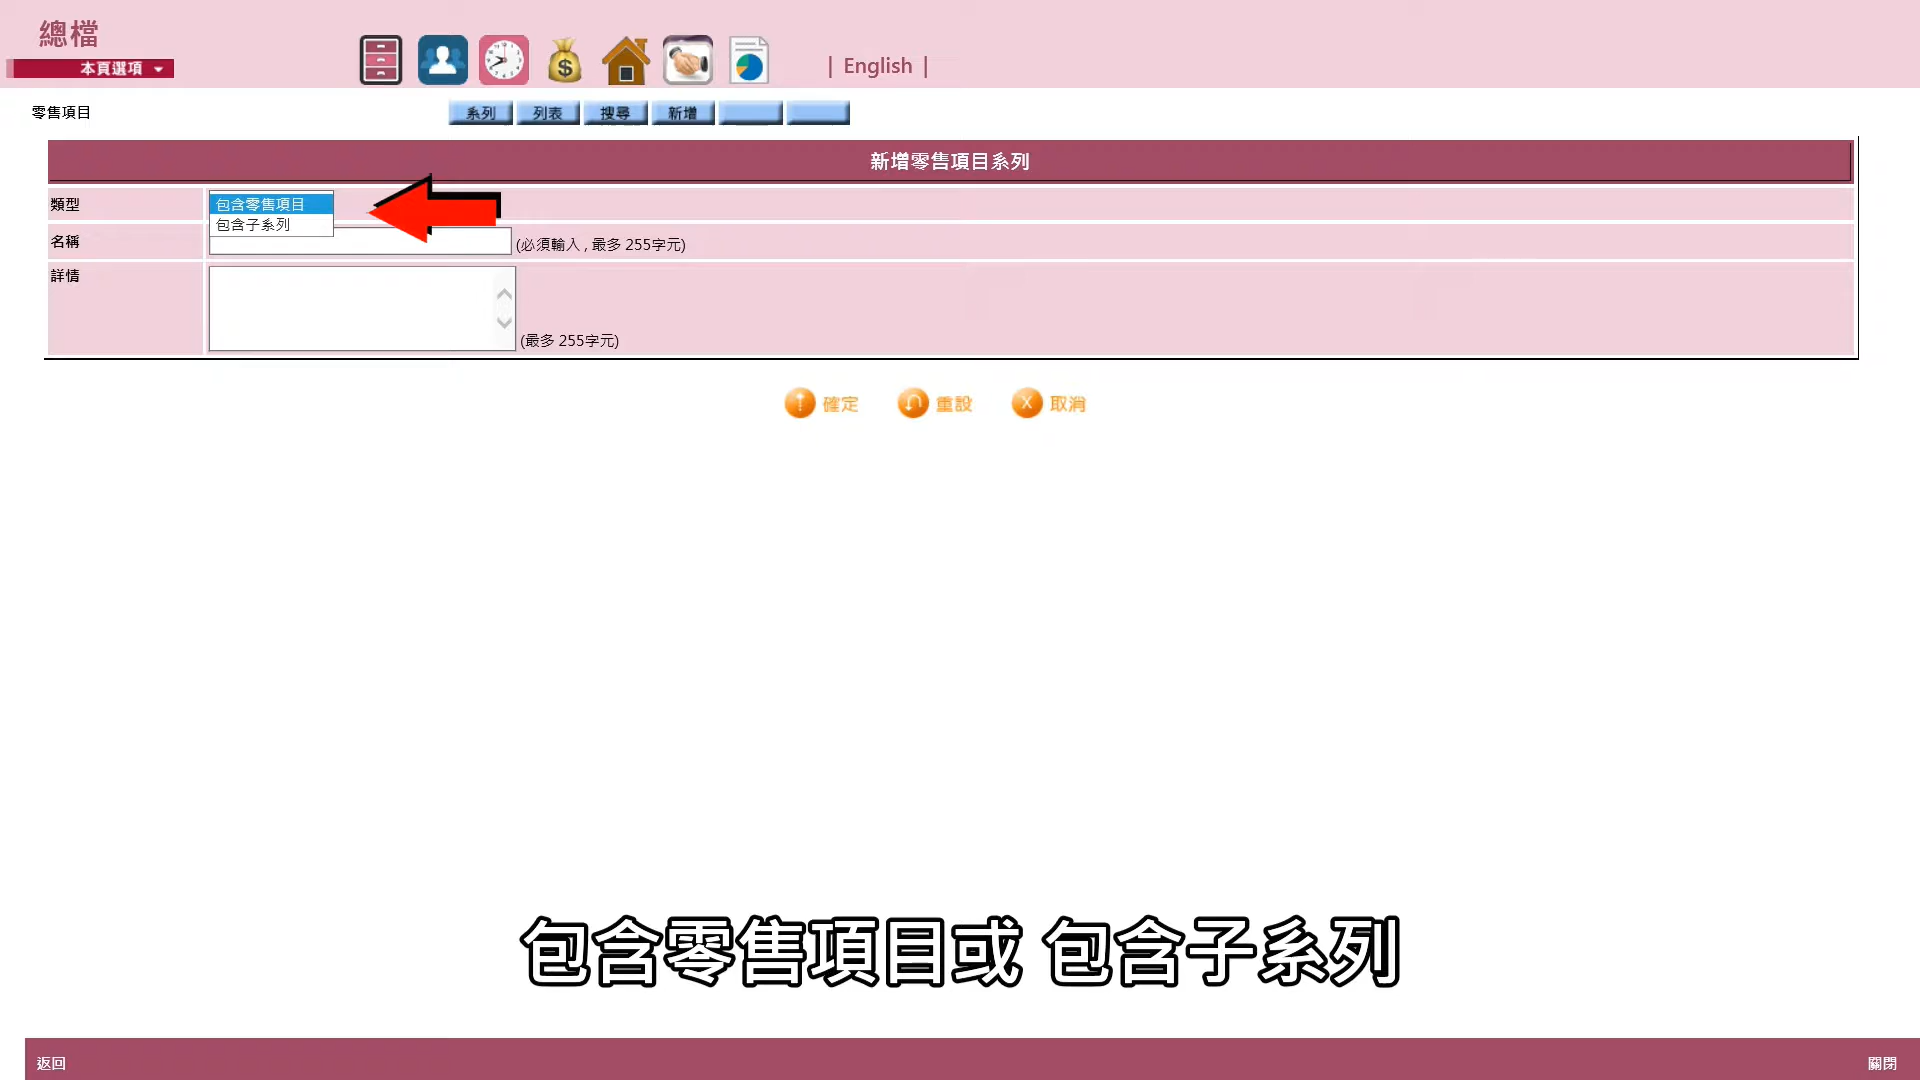 總檔
本頁選項
| English |
零售項目
系列 列表 搜尋 新增
新增零售項目系列
類型
包含零售項目
包含子系列
名稱
(必須輸入 , 最多 255字元)
詳情
(最多 255字元)
確定 重設 取消
包含零售項目或 包含子系列
返回
關閉